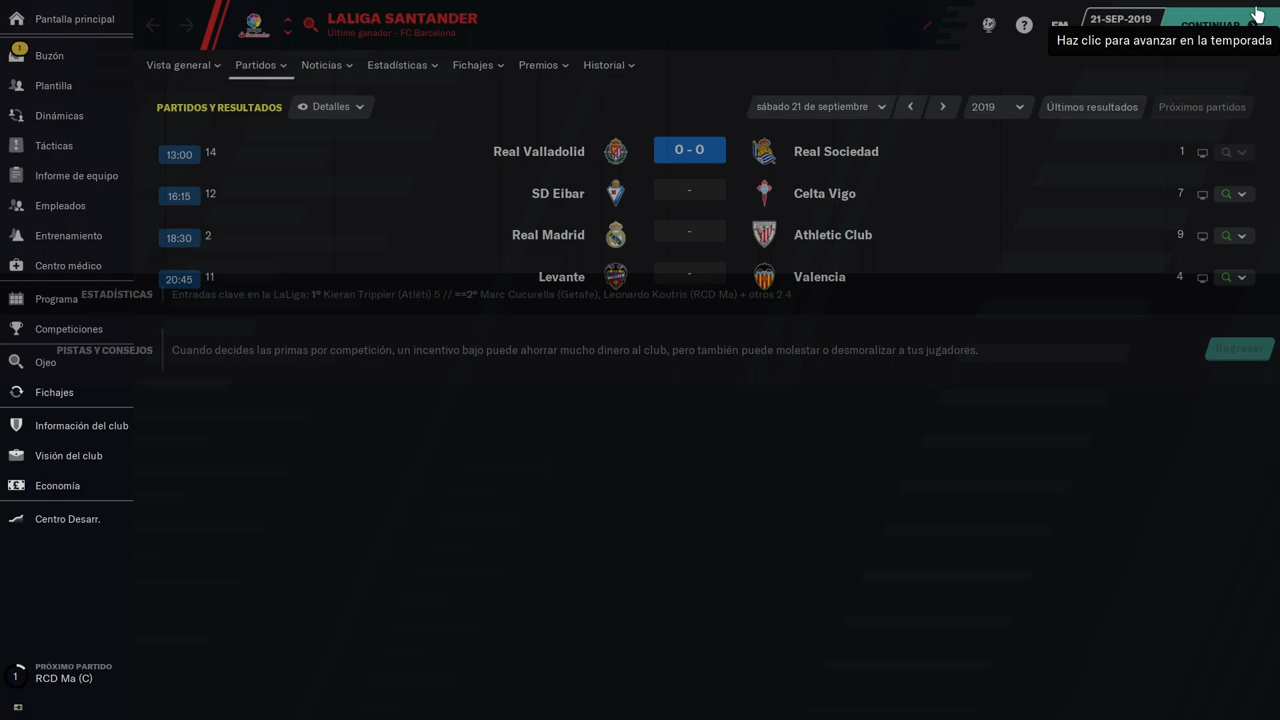 Pantalla principal
LALIGA SANTANDER
Último ganador - FC Barcelona
?
FM
21-SEP-2019
CONTINUAR
Haz clic para avanzar en la temporada
1
Buzón
Plantilla
Dinámicas
Tácticas
Informe de equipo
Empleados
Entrenamiento
Centro médico
Programa
Competiciones
Ojeo
Fichajes
Información del club
Visión del club
Economía
Centro Desarr.
Vista general
Partidos
Noticias
Estadísticas
Fichajes
Premios
Historial
PARTIDOS Y RESULTADOS
Detalles
sábado 21 de septiembre
2019
Últimos resultados
Próximos partidos
13:00 14 Real Valladolid 0 - 0 Real Sociedad 1
16:15 12 SD Eibar - Celta Vigo 7
18:30 2 Real Madrid - Athletic Club 9
20:45 11 Levante - Valencia 4
ESTADÍSTICAS
Entradas clave en la LaLiga: 1º Kieran Trippier (Atléti) 5 // ==2º Marc Cucurella (Getafe), Leonardo Koutris (RCD Ma) + otros 2 4
PISTAS Y CONSEJOS
Cuando decides las primas por competición, un incentivo bajo puede ahorrar mucho dinero al club, pero también puede molestar o desmoralizar a tus jugadores.
Regresar
1
PRÓXIMO PARTIDO
RCD Ma (C)